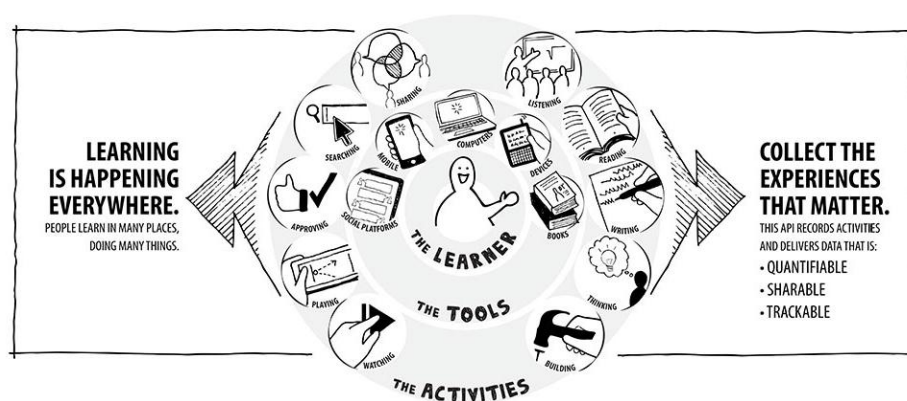 LEARNING
IS HAPPENING
EVERYWHERE.
PEOPLE LEARN IN MANY PLACES,
DOING MANY THINGS.
SHARING
LISTENING
SEARCHING
MOBILE
COMPUTERS
DEVICES
READING
APPROVING
SOCIAL PLATFORMS
THE LEARNER
BOOKS
WRITING
PLAYING
THE TOOLS
THINKING
WATCHING
BUILDING
THE ACTIVITIES
COLLECT THE
EXPERIENCES
THAT MATTER.
THIS API RECORDS ACTIVITIES
AND DELIVERS DATA THAT IS:
• QUANTIFIABLE
• SHARABLE
• TRACKABLE